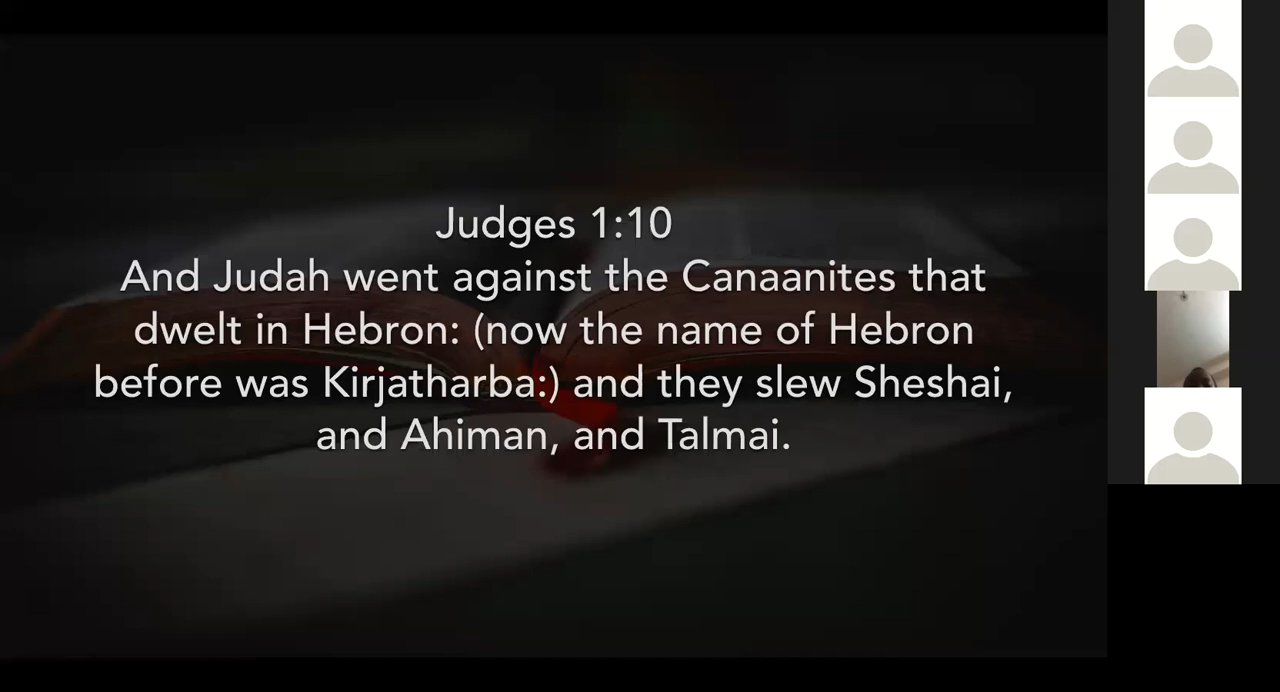 Judges 1:10
And Judah went against the Canaanites that
dwelt in Hebron: (now the name of Hebron
before was Kirjatharba:) and they slew Sheshai,
and Ahiman, and Talmai.